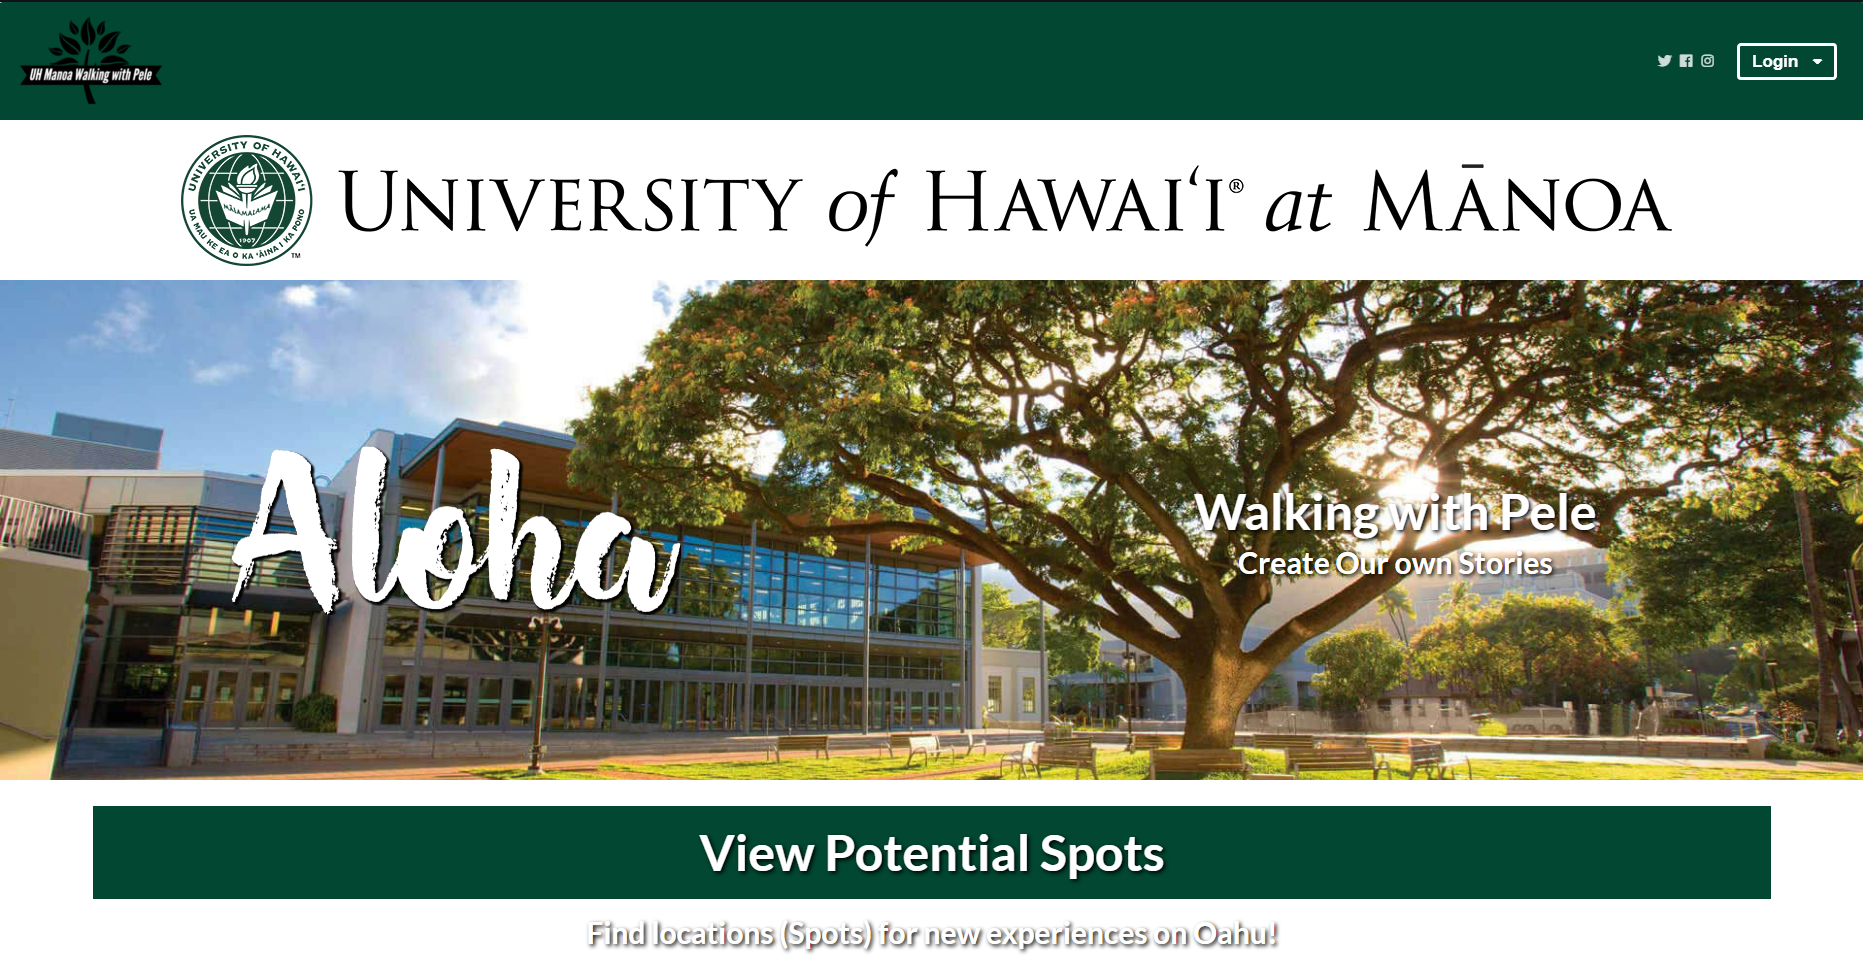 UH Manoa Walking with Pele
Login
UNIVERSITY OF HAWAI‘I
MĀLAMALAMA
1907
UA MAU KE EA O KA ‘ĀINA I KA PONO
TM
UNIVERSITY of HAWAI‘I® at MĀNOA
Aloha
Walking with Pele
Create Our own Stories
View Potential Spots
Find locations (Spots) for new experiences on Oahu!